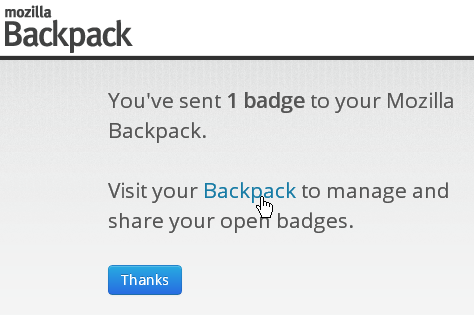 mozilla
Backpack
You've sent 1 badge to your Mozilla
Backpack.
Visit your Backpack to manage and
share your open badges.
Thanks